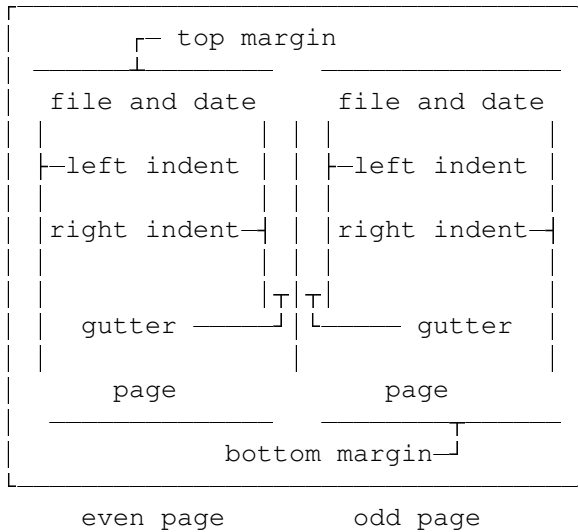 top margin
file and date file and date
left indent left indent
right indent right indent
gutter gutter
page page
bottom margin
even page odd page